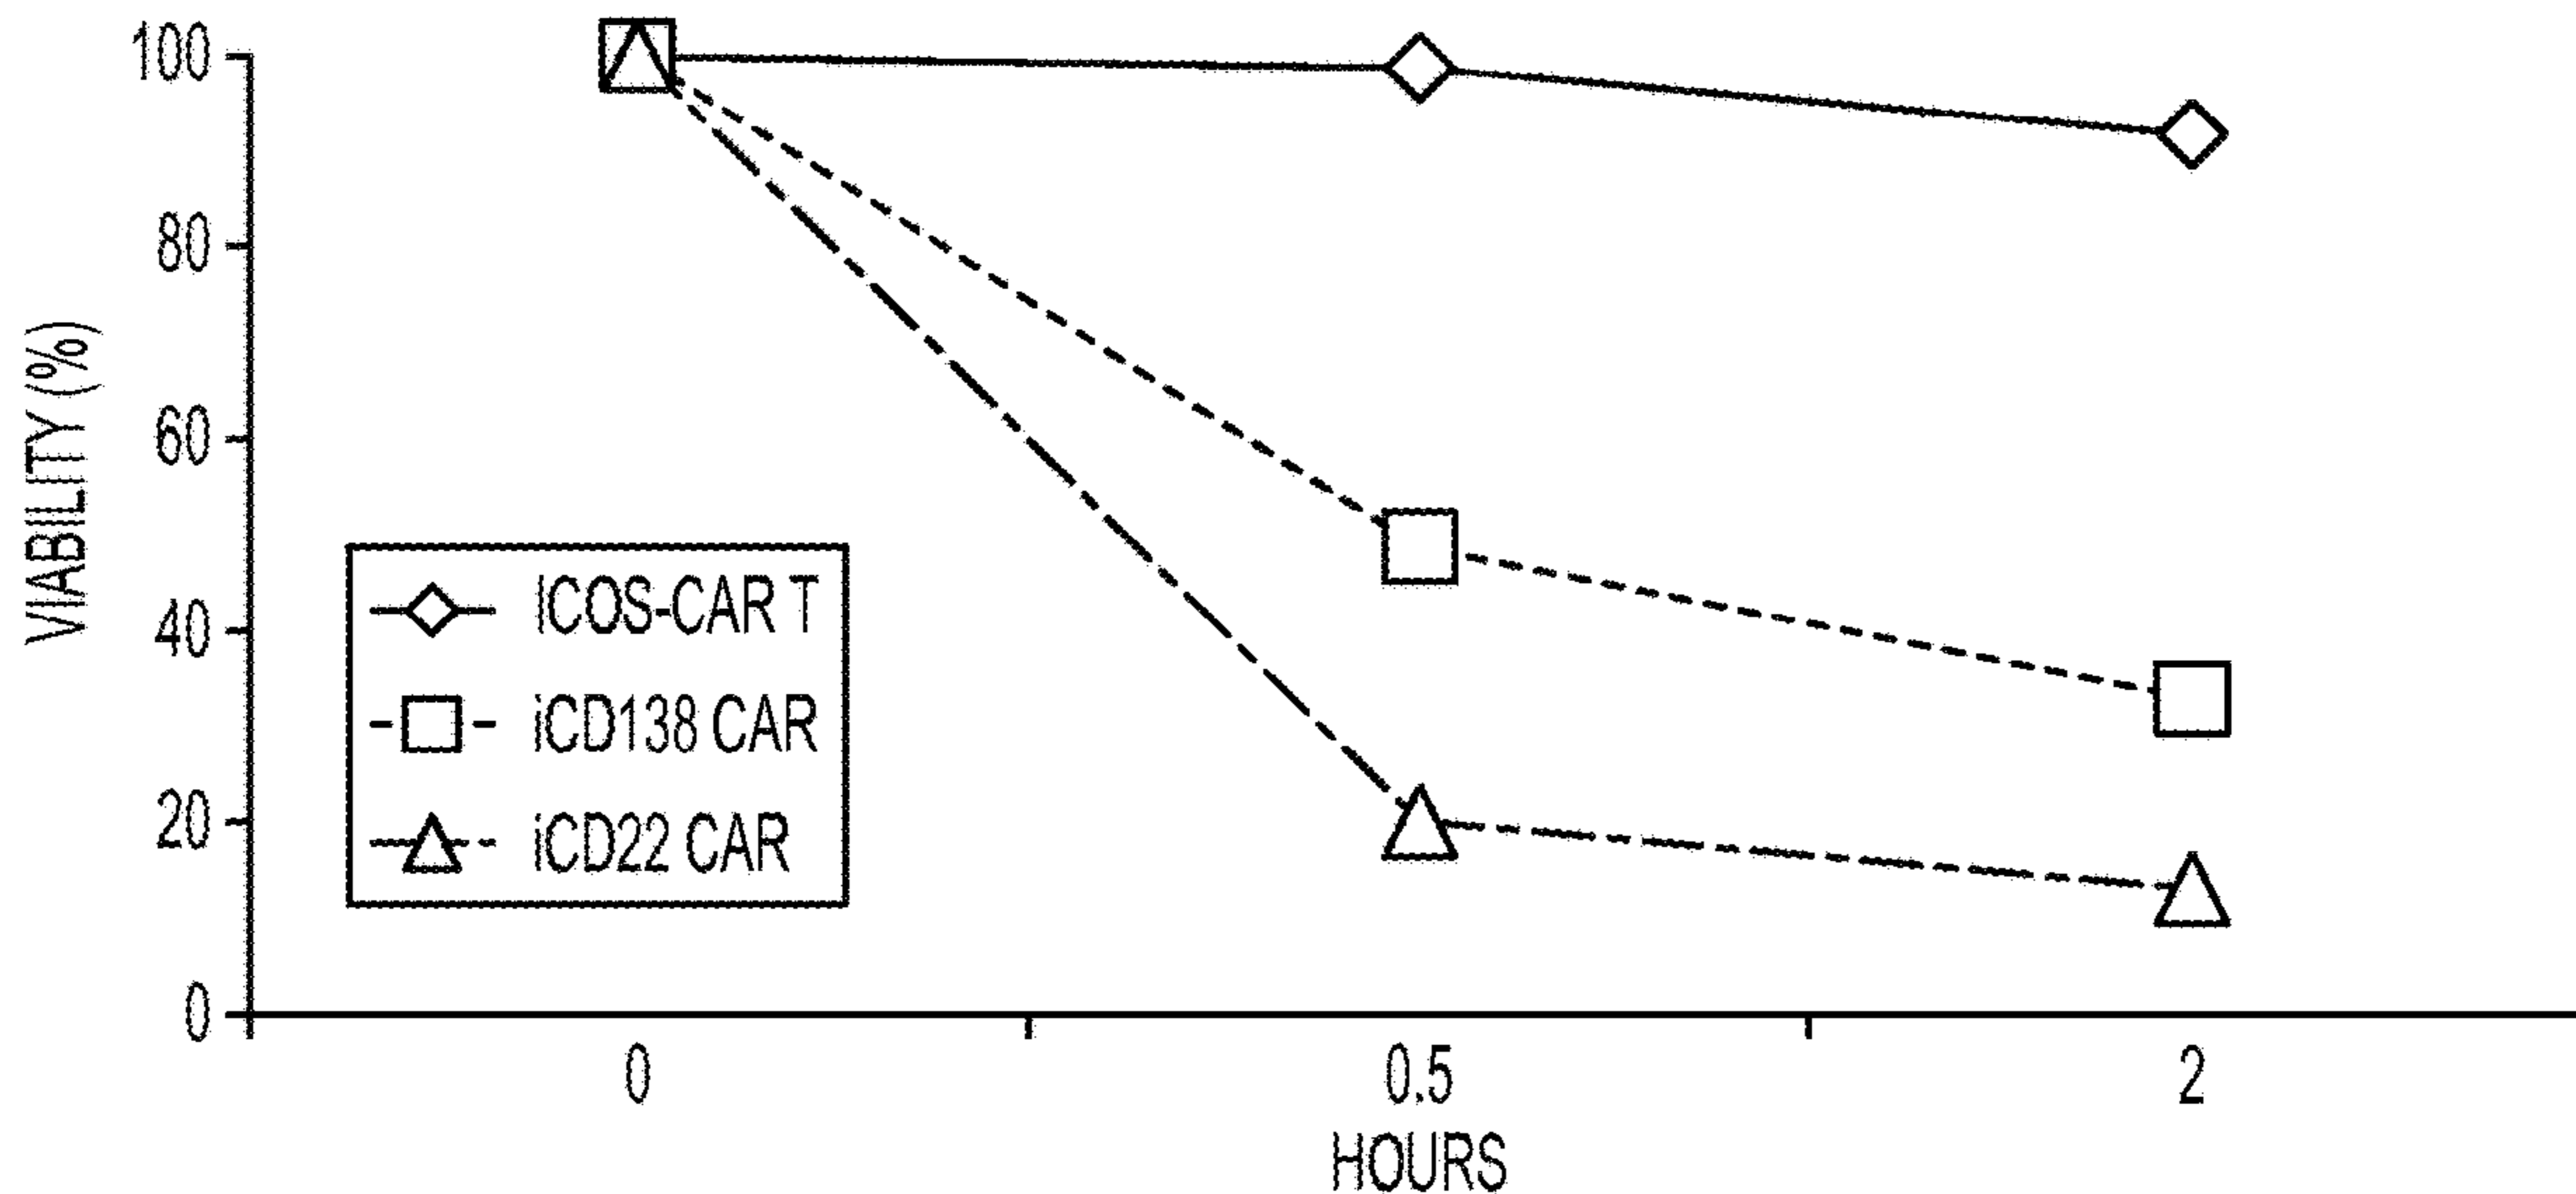 100
80
60
40
20
0
VIABILITY (%)
ICOS-CAR T
iCD138 CAR
iCD22 CAR
0
0.5
2
HOURS